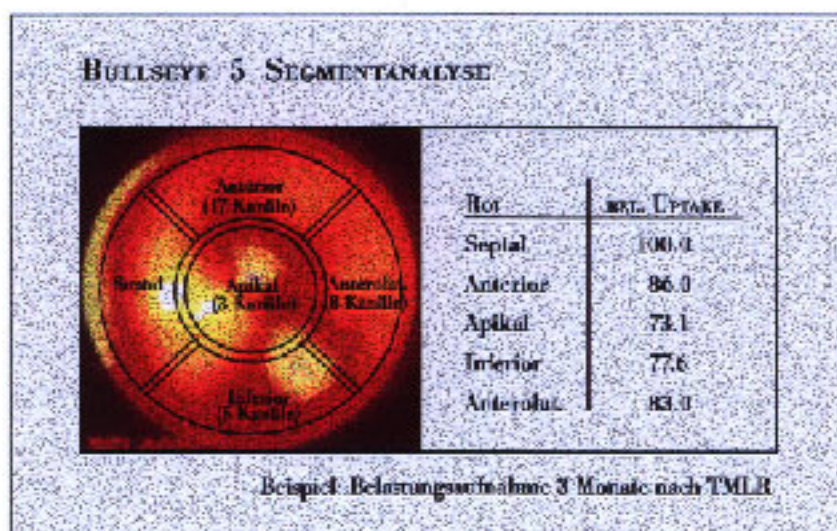 BULLSEYE 5 SEGMENTANALYSE
Anterior
(17 Kanäle)
Septal
Apikal
(3 Kanäle)
Anterolat.
(8 Kanäle)
Inferior
(5 Kanäle)
ROI REL. UPTAKE
Septal 100.0
Anterior 86.0
Apikal 73.1
Inferior 77.6
Anterolat. 83.0
Beispiel: Belastungsaufnahme 3 Monate nach TMLR